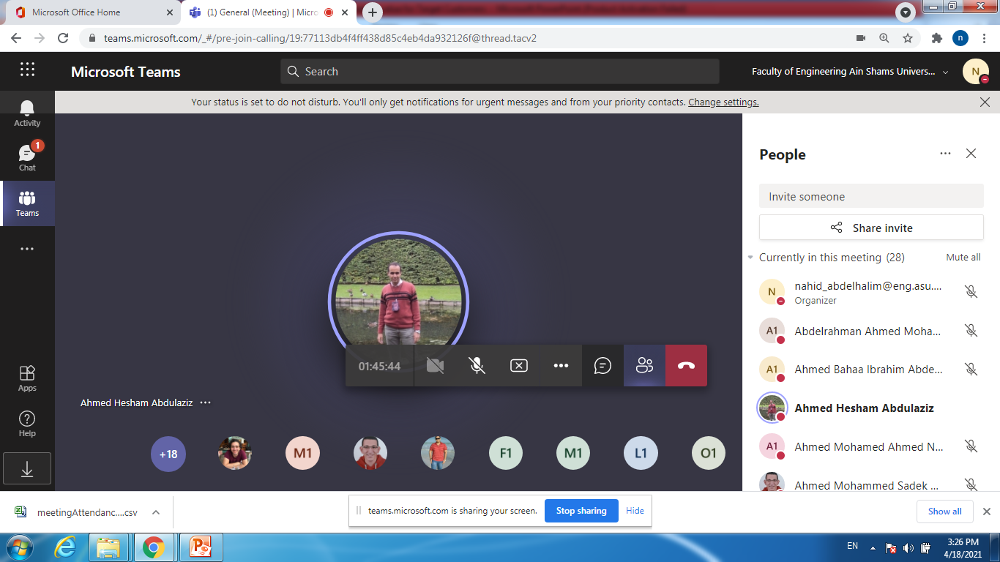 Microsoft Office Home
(1) General (Meeting) | Micro
teams.microsoft.com/_#/pre-join-calling/19:77113db4f4ff438d85c4eb4da932126f@thread.tacv2
n
Microsoft Teams
Search
Faculty of Engineering Ain Shams Univers...
N
Your status is set to do not disturb. You'll only get notifications for urgent messages and from your priority contacts. Change settings.
Activity
1
Chat
Teams
Apps
Help
01:45:44
Ahmed Hesham Abdulaziz
+18
M1
F1
M1
L1
O1
People
Invite someone
Share invite
Currently in this meeting (28)
Mute all
N
nahid_abdelhalim@eng.asu....
Organizer
A1
Abdelrahman Ahmed Moha...
A1
Ahmed Bahaa Ibrahim Abde...
Ahmed Hesham Abdulaziz
A1
Ahmed Mohamed Ahmed N...
Ahmed Mohammed Sadek ...
meetingAttendanc....csv
teams.microsoft.com is sharing your screen.
Stop sharing
Hide
Show all
EN
3:26 PM
4/18/2021